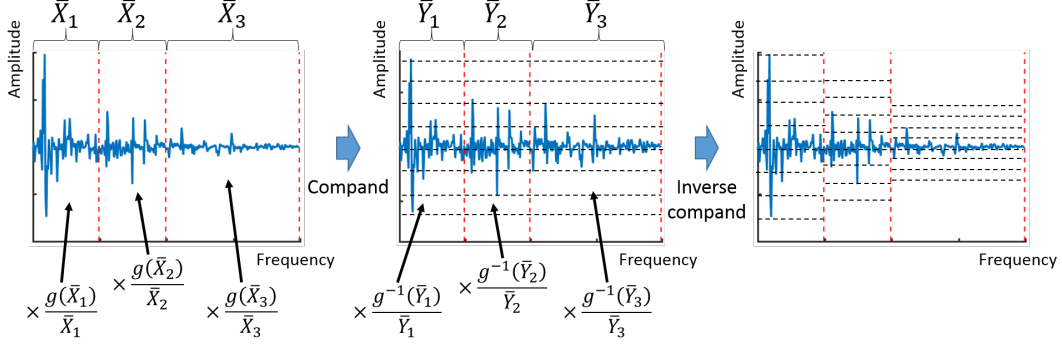 X̄₁ X̄₂ X̄₃
Amplitude
Frequency
× g(X̄₁)/X̄₁
× g(X̄₂)/X̄₂
× g(X̄₃)/X̄₃
Compand
Ȳ₁ Ȳ₂ Ȳ₃
Amplitude
Frequency
× g⁻¹(Ȳ₁)/Ȳ₁
× g⁻¹(Ȳ₂)/Ȳ₂
× g⁻¹(Ȳ₃)/Ȳ₃
Inverse
compand
Amplitude
Frequency